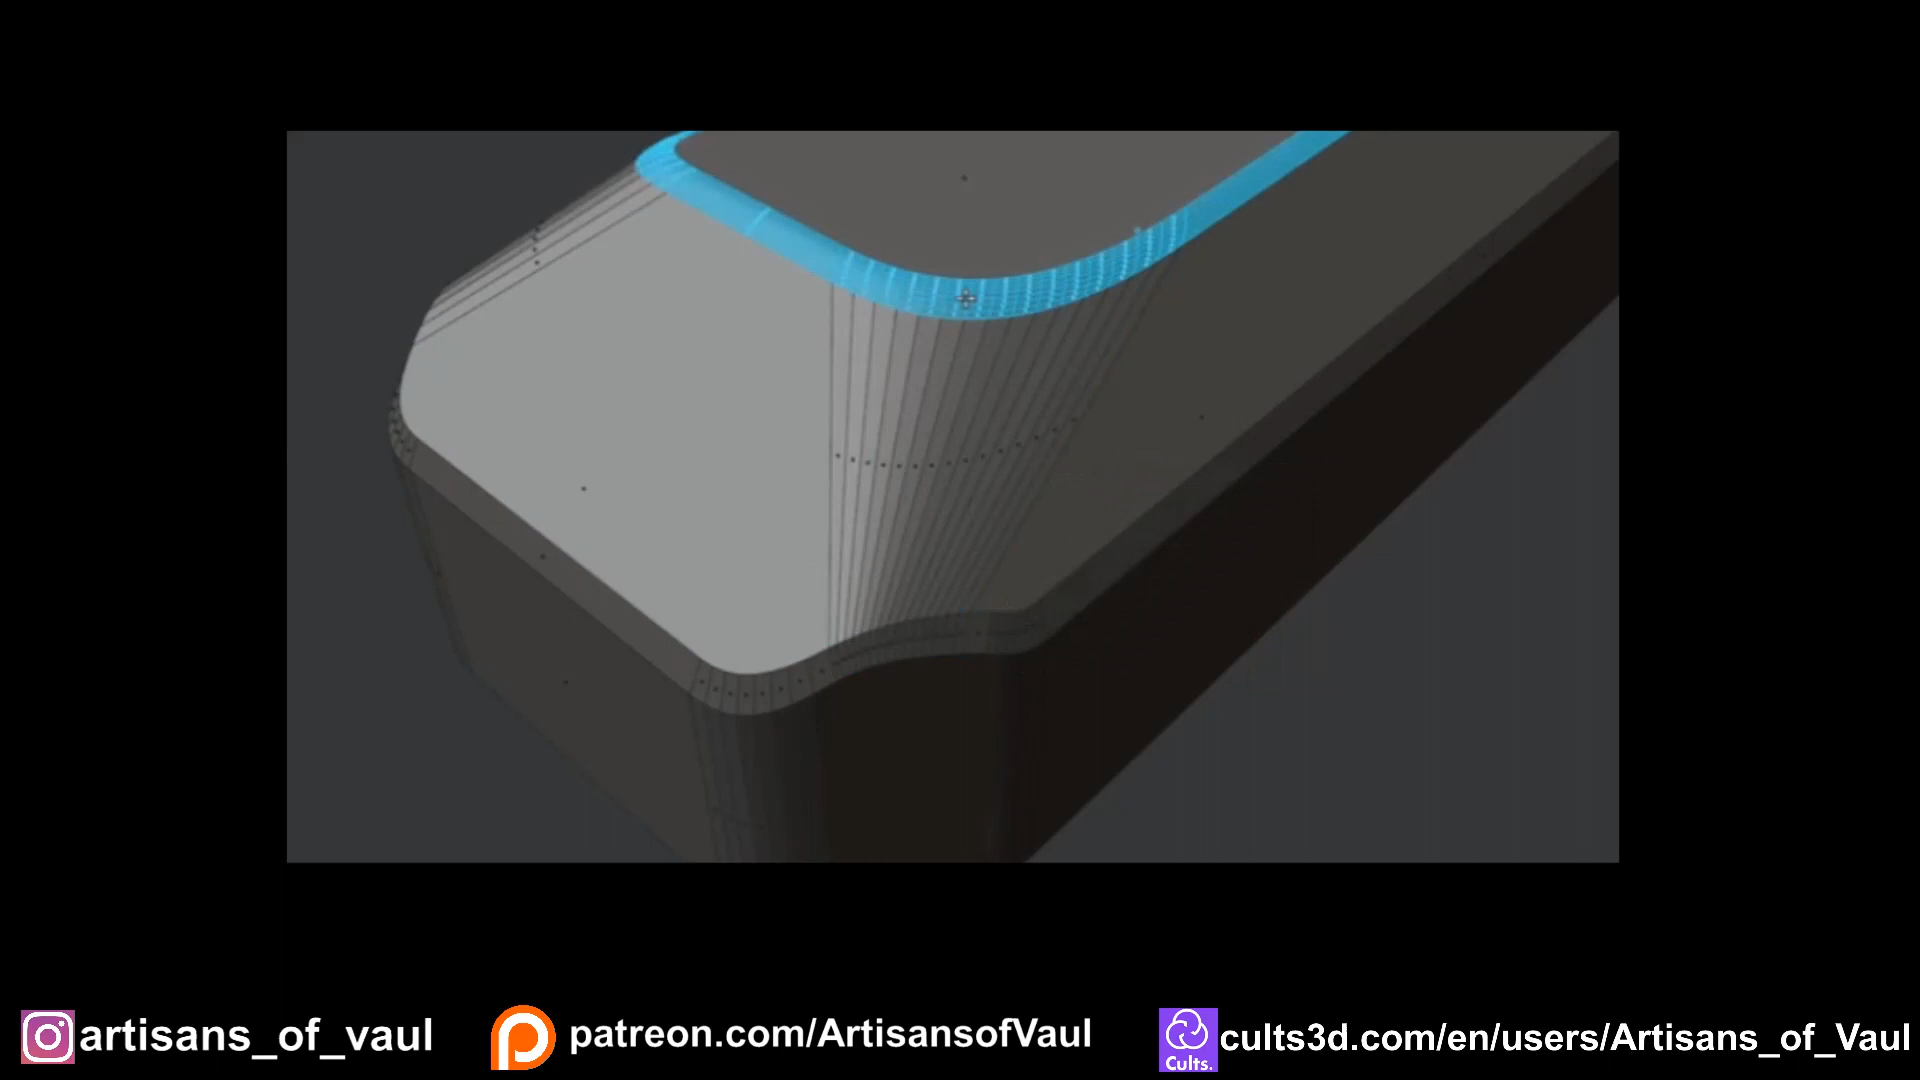 artisans_of_vaul
patreon.com/ArtisansofVaul
Cults.
cults3d.com/en/users/Artisans_of_Vaul